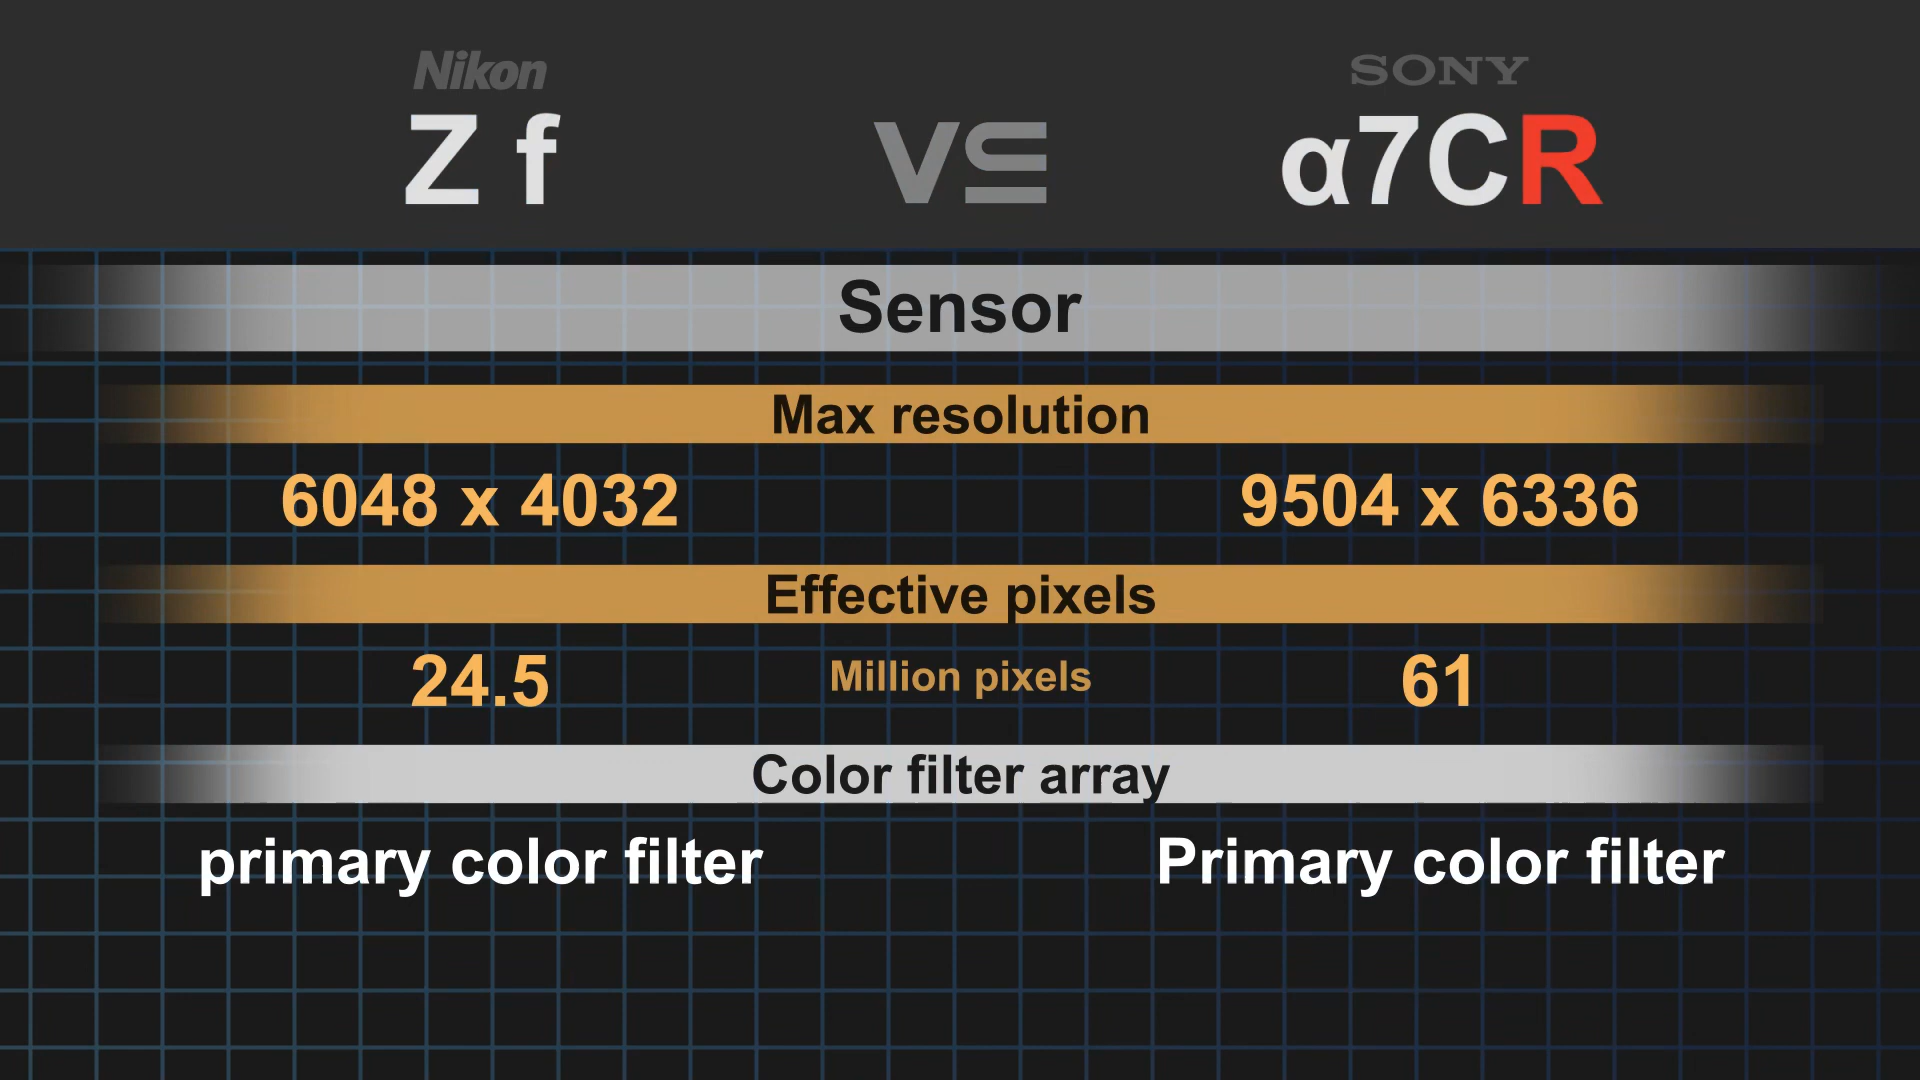 Nikon
Z f
VS
SONY
α7CR
Sensor
Max resolution
6048 x 4032
9504 x 6336
Effective pixels
24.5
Million pixels
61
Color filter array
primary color filter
Primary color filter